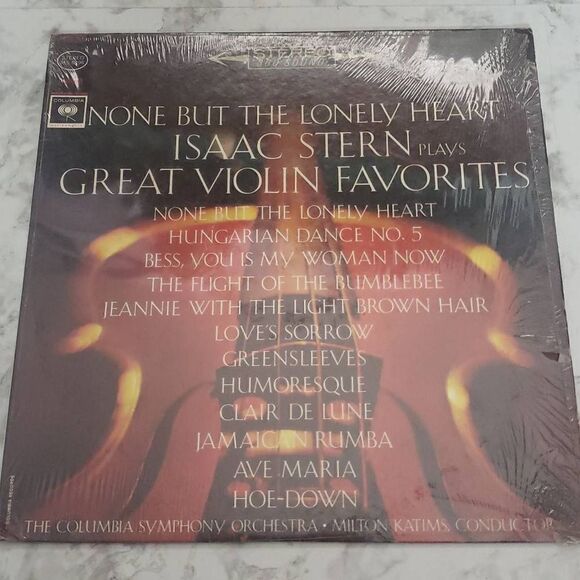 STEREO
360 SOUND
STEREO
COLUMBIA
NONE BUT THE LONELY HEART
ISAAC STERN PLAYS
GREAT VIOLIN FAVORITES
NONE BUT THE LONELY HEART
HUNGARIAN DANCE NO. 5
BESS, YOU IS MY WOMAN NOW
THE FLIGHT OF THE BUMBLEBEE
JEANNIE WITH THE LIGHT BROWN HAIR
LOVE'S SORROW
GREENSLEEVES
HUMORESQUE
CLAIR DE LUNE
JAMAICAN RUMBA
AVE MARIA
HOE-DOWN
THE COLUMBIA SYMPHONY ORCHESTRA • MILTON KATIMS, CONDUCTOR